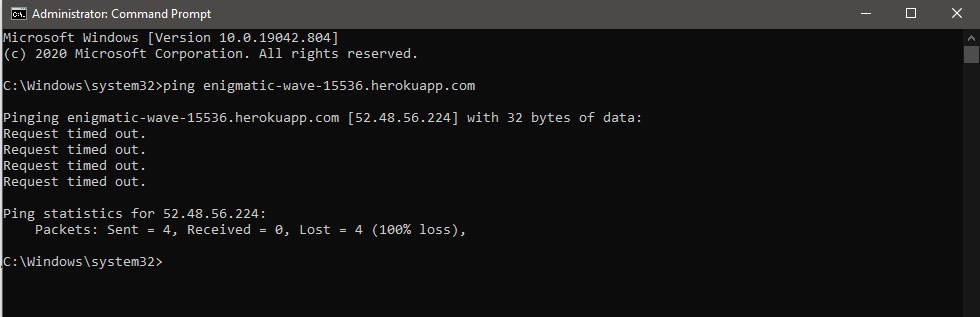 Administrator: Command Prompt
Microsoft Windows [Version 10.0.19042.804]
(c) 2020 Microsoft Corporation. All rights reserved.
C:\Windows\system32>ping enigmatic-wave-15536.herokuapp.com
Pinging enigmatic-wave-15536.herokuapp.com [52.48.56.224] with 32 bytes of data:
Request timed out.
Request timed out.
Request timed out.
Request timed out.
Ping statistics for 52.48.56.224:
    Packets: Sent = 4, Received = 0, Lost = 4 (100% loss),
C:\Windows\system32>